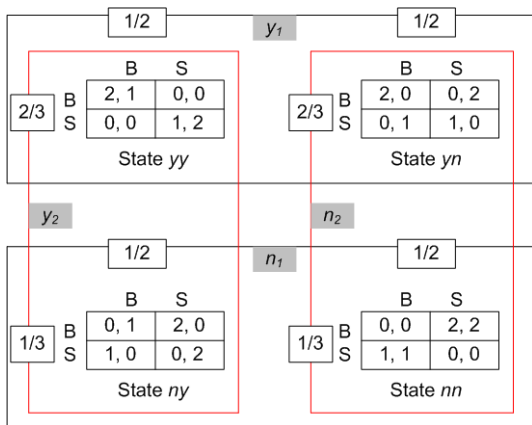 1/2 y1 1/2
B S B S
2/3 B 2, 1 0, 0 2/3 B 2, 0 0, 2
S 0, 0 1, 2 S 0, 1 1, 0
State yy State yn
y2 n2
1/2 n1 1/2
B S B S
1/3 B 0, 1 2, 0 1/3 B 0, 0 2, 2
S 1, 0 0, 2 S 1, 1 0, 0
State ny State nn